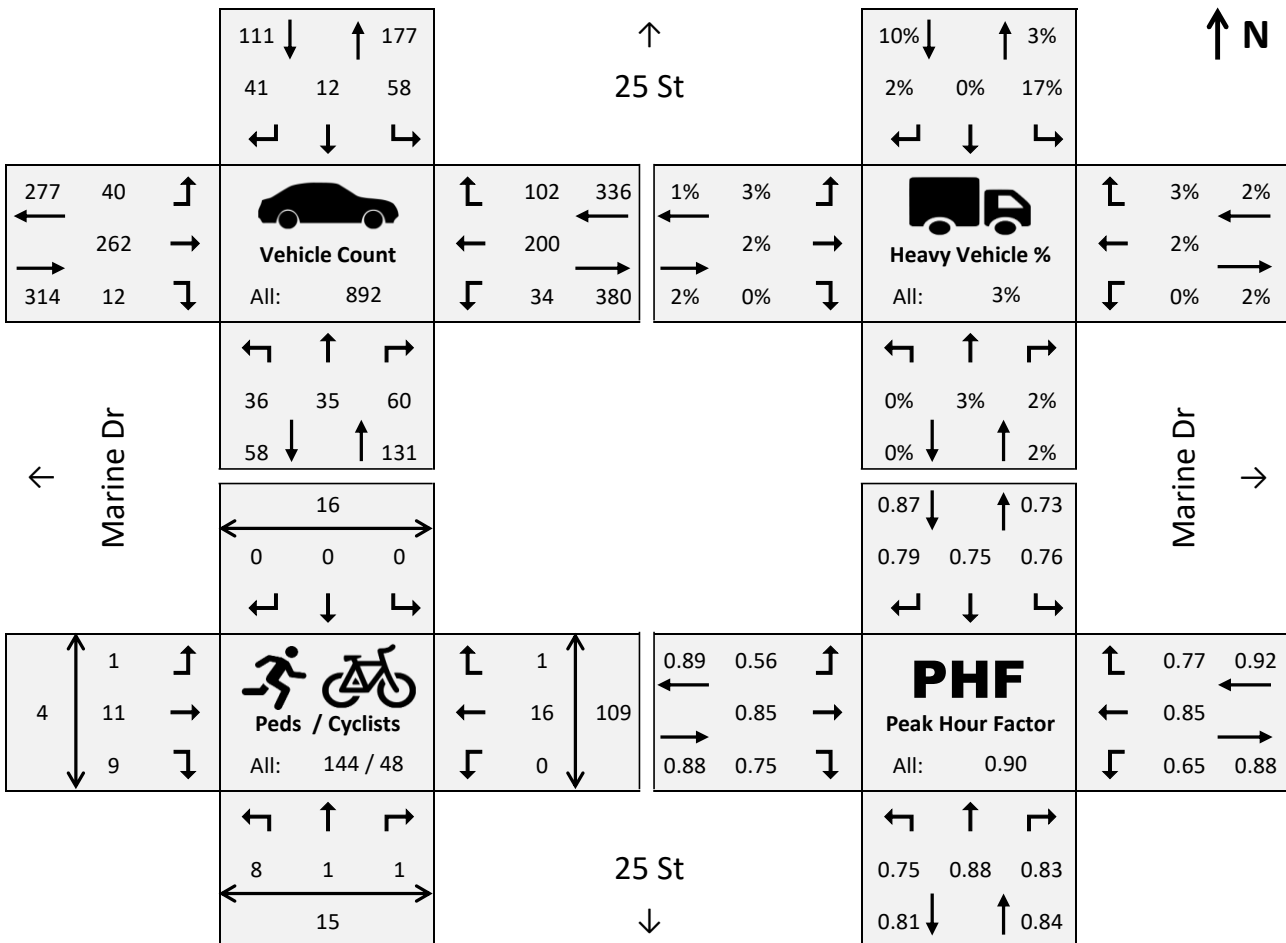 111 177 10% 3% N
41 12 58 25 St 2% 0% 17%
277 40 102 336 1% 3% 3% 2%
262 Vehicle Count 200 2% Heavy Vehicle % 2%
314 12 All: 892 34 380 2% 0% All: 3% 0% 2%
36 35 60 0% 3% 2%
58 131 0% 2%
Marine Dr Marine Dr
16 0.87 0.73
0 0 0 0.79 0.75 0.76
1 1 0.89 0.56 PHF 0.77 0.92
4 11 Peds / Cyclists 16 109 0.85 Peak Hour Factor 0.85
9 All: 144 / 48 0 0.88 0.75 All: 0.90 0.65 0.88
8 1 1 25 St 0.75 0.88 0.83
15 0.81 0.84